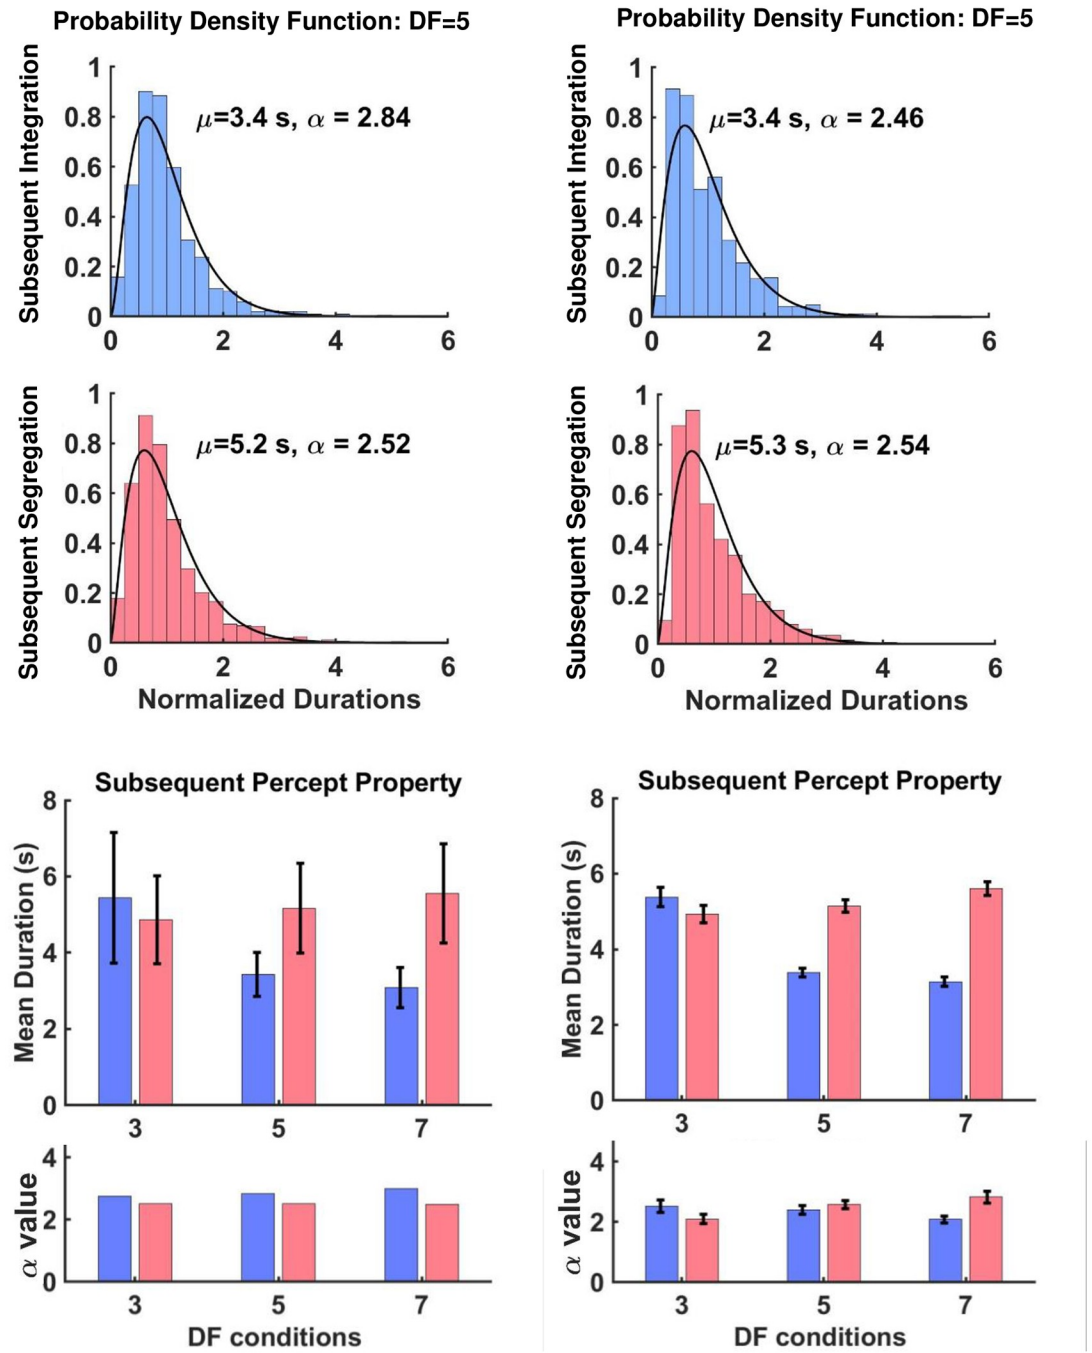 Probability Density Function: DF=5
Subsequent Integration
1
0.8
0.6
0.4
0.2
0
μ=3.4 s, α = 2.84
0 2 4 6
Subsequent Segregation
1
0.8
0.6
0.4
0.2
0
μ=5.2 s, α = 2.52
0 2 4 6
Normalized Durations
Probability Density Function: DF=5
Subsequent Integration
1
0.8
0.6
0.4
0.2
0
μ=3.4 s, α = 2.46
0 2 4 6
Subsequent Segregation
1
0.8
0.6
0.4
0.2
0
μ=5.3 s, α = 2.54
0 2 4 6
Normalized Durations
Subsequent Percept Property
Mean Duration (s)
8
6
4
2
0
3 5 7
α value
4
2
0
3 5 7
DF conditions
Subsequent Percept Property
Mean Duration (s)
8
6
4
2
0
3 5 7
α value
4
2
0
3 5 7
DF conditions